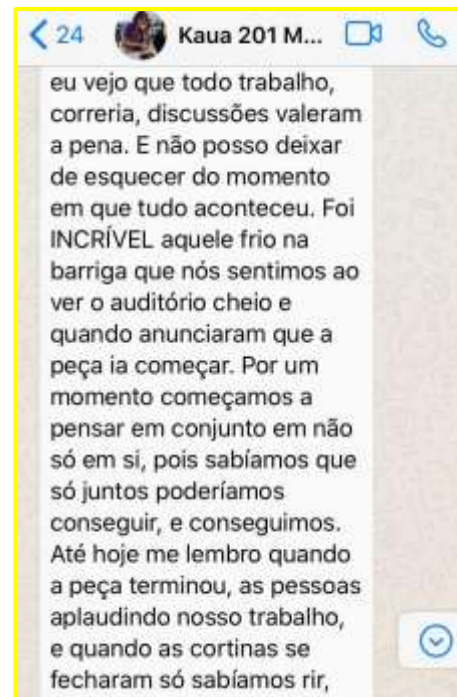 24 Kaua 201 M...
eu vejo que todo trabalho,
correria, discussões valeram
a pena. E não posso deixar
de esquecer do momento
em que tudo aconteceu. Foi
INCRÍVEL aquele frio na
barriga que nós sentimos ao
ver o auditório cheio e
quando anunciaram que a
peça ia começar. Por um
momento começamos a
pensar em conjunto em não
só em si, pois sabíamos que
só juntos poderíamos
conseguir, e conseguimos.
Até hoje me lembro quando
a peça terminou, as pessoas
aplaudindo nosso trabalho,
e quando as cortinas se
fecharam só sabíamos rir,